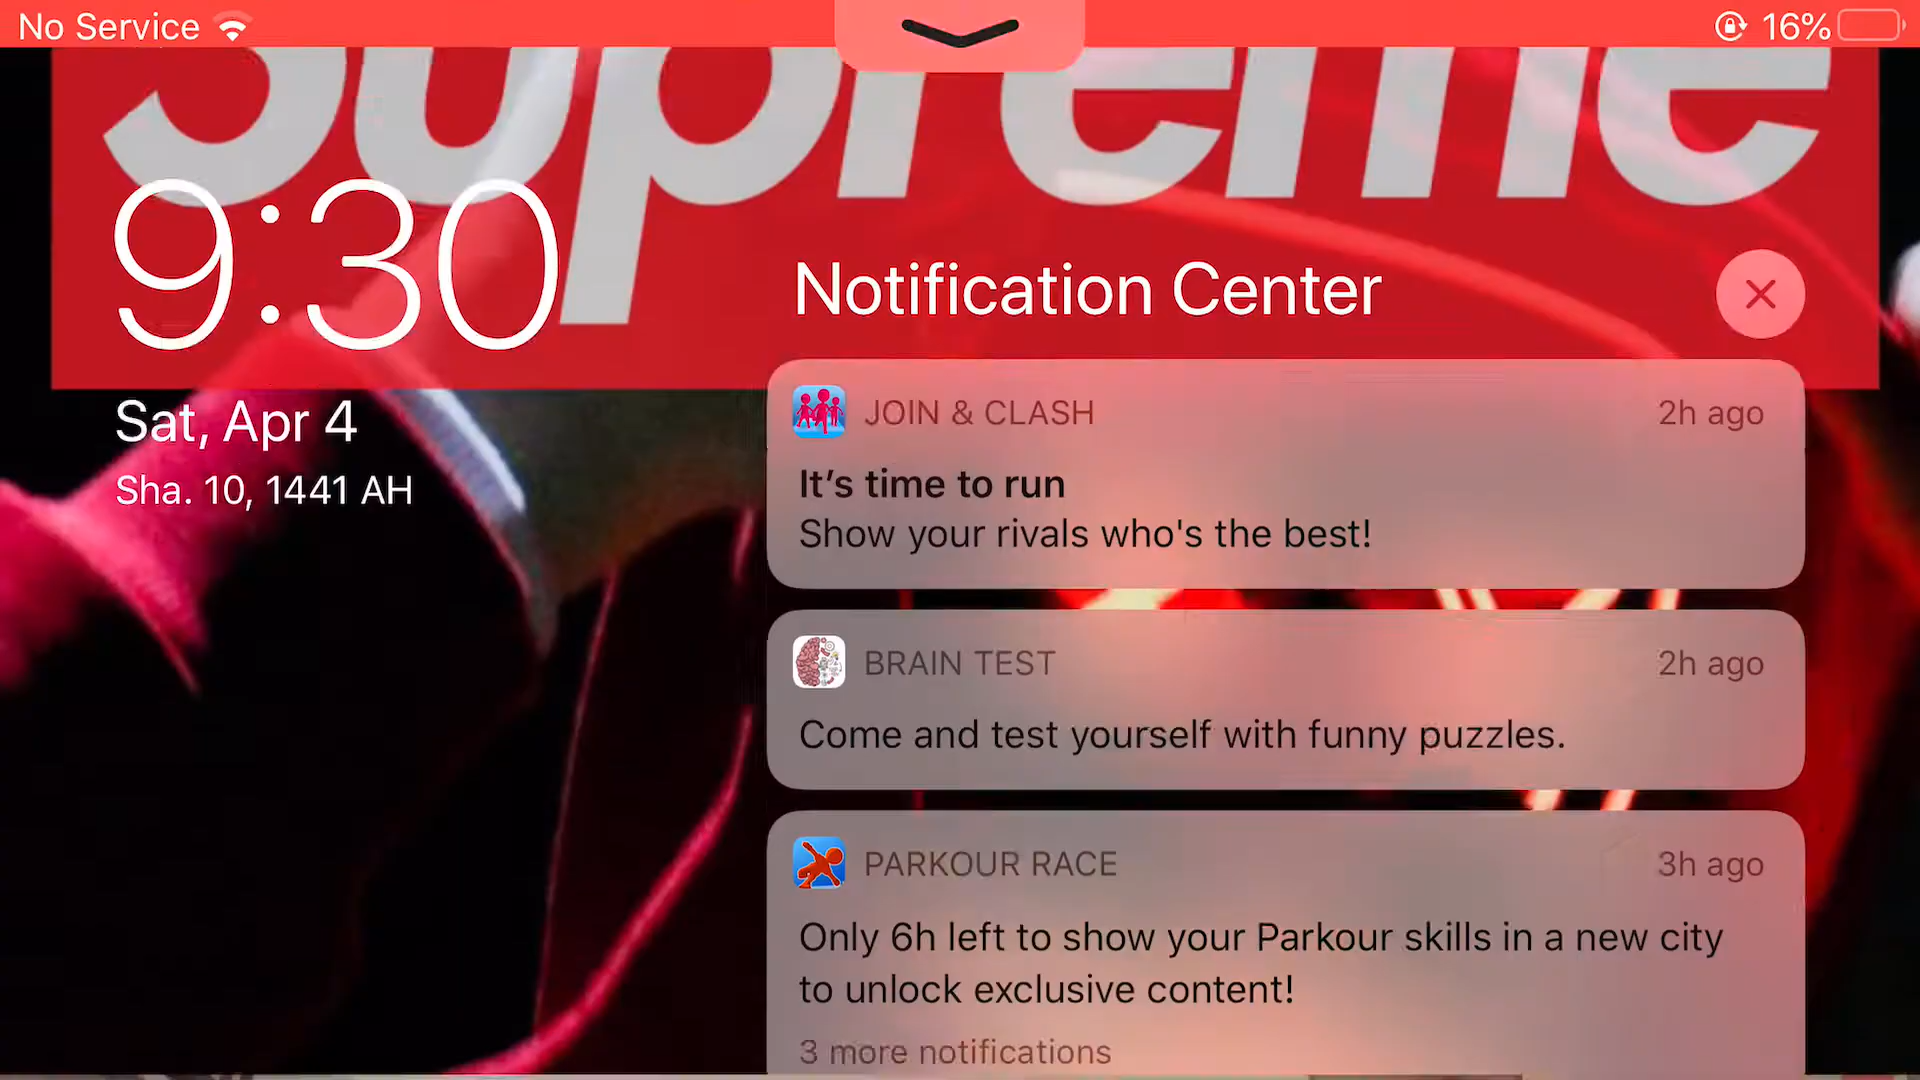 No Service
16%
Supreme
9:30
Sat, Apr 4
Sha. 10, 1441 AH
Notification Center
JOIN & CLASH
2h ago
It's time to run
Show your rivals who's the best!
BRAIN TEST
2h ago
Come and test yourself with funny puzzles.
PARKOUR RACE
3h ago
Only 6h left to show your Parkour skills in a new city
to unlock exclusive content!
3 more notifications